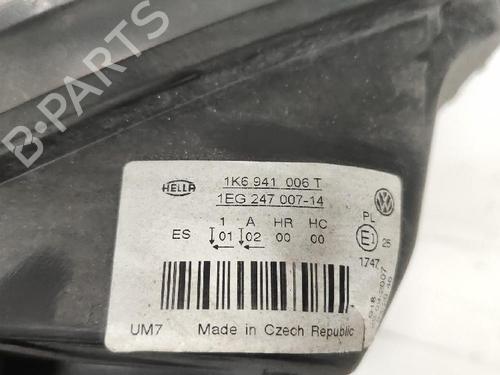 B-PARTS
HELLA
1K6 941 006 T
1EG 247 007-14
1 A HR HC
ES 01 02 00 00
PL
E1 25
1747
UM7 Made in Czech Republic